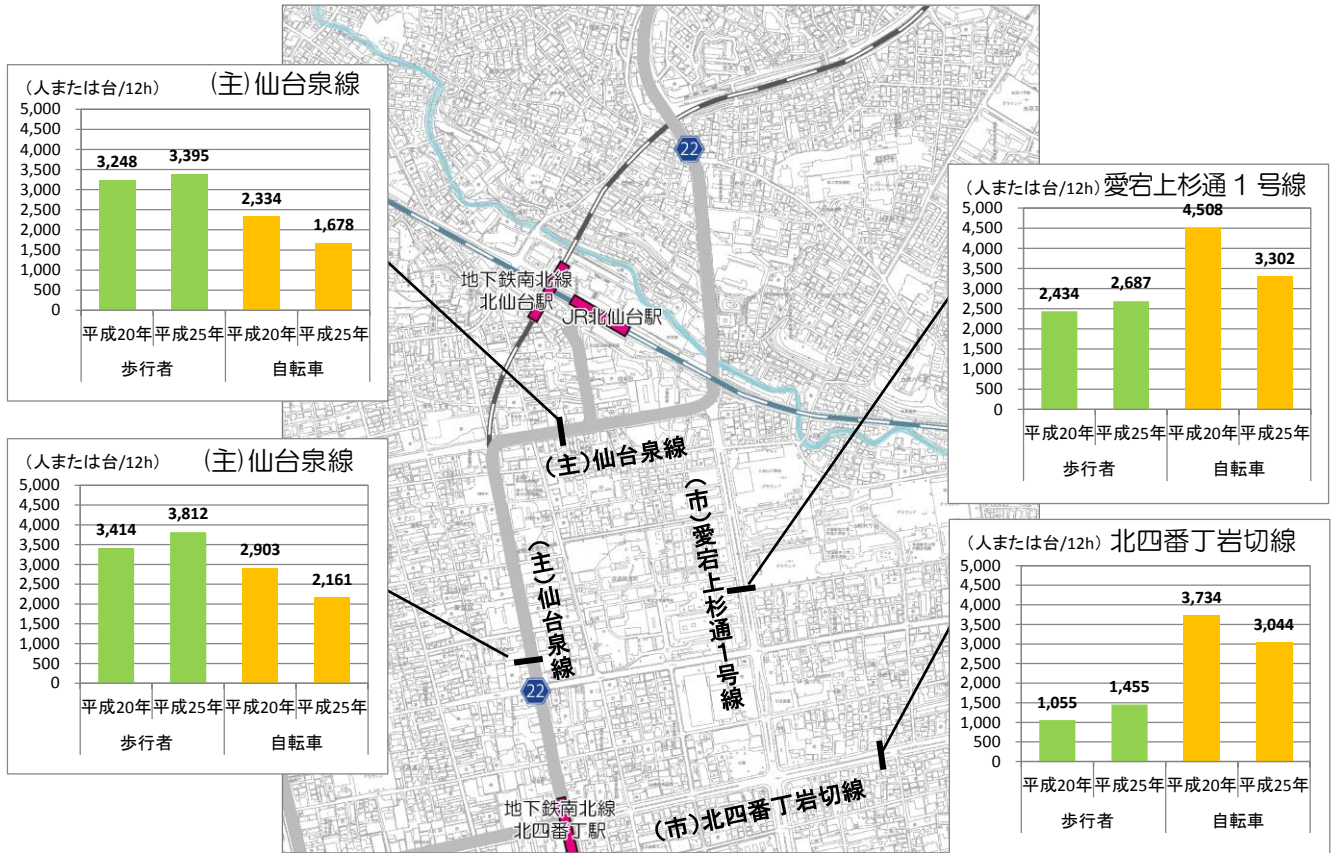 (人または台/12h)
(主)仙台泉線
5,000
4,500
4,000
3,500
3,000
2,500
2,000
1,500
1,000
500
0
3,248
3,395
2,334
1,678
平成20年
平成25年
平成20年
平成25年
歩行者
自転車
(人または台/12h)
(主)仙台泉線
5,000
4,500
4,000
3,500
3,000
2,500
2,000
1,500
1,000
500
0
3,414
3,812
2,903
2,161
平成20年
平成25年
平成20年
平成25年
歩行者
自転車
22
地下鉄南北線
北仙台駅
JR北仙台駅
(主)仙台泉線
(市)愛宕上杉通1号線
(主)仙台泉線
22
地下鉄南北線
北四番丁駅
(市)北四番丁岩切線
(人または台/12h)
愛宕上杉通1号線
5,000
4,500
4,000
3,500
3,000
2,500
2,000
1,500
1,000
500
0
2,434
2,687
4,508
3,302
平成20年
平成25年
平成20年
平成25年
歩行者
自転車
(人または台/12h)
北四番丁岩切線
5,000
4,500
4,000
3,500
3,000
2,500
2,000
1,500
1,000
500
0
1,055
1,455
3,734
3,044
平成20年
平成25年
平成20年
平成25年
歩行者
自転車